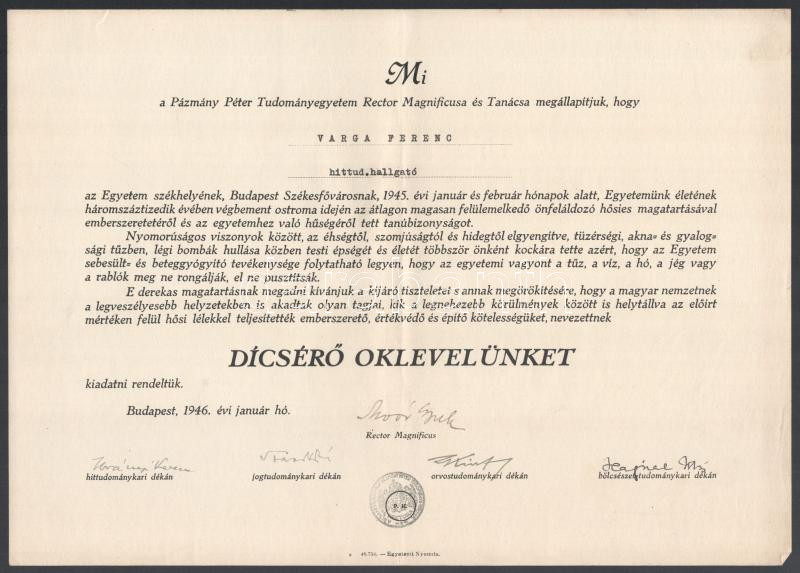 Mi
a Pázmány Péter Tudományegyetem Rector Magnificusa és Tanácsa megállapítjuk, hogy
VARGA FERENC
hittud.hallgató
az Egyetem székhelyének, Budapest Székesfővárosnak, 1945. évi január és február hónapok alatt, Egyetemünk életének
háromszáztizedik évében végbement ostroma idején az átlagon magasan felülemelkedő önfeláldozó hősies magatartásával
emberszeretetéről és az egyetemhez való hűségéről tett tanúbizonyságot.
Nyomorúságos viszonyok között, az éhségtől, szomjúságtól és hidegtől elgyengítve, tüzérségi, akna- és gyalog-
sági tűzben, légi bombák hullása közben testi épségét és életét többször önként kockára tette azért, hogy az Egyetem
sebesült- és beteggyógyító tevékenysége folytatható legyen, hogy az egyetemi vagyont a tűz, a víz, a hó, a jég vagy
a rablók meg ne rongálják, el ne pusztítsák.
E derekas magatartásnak megadni kívánjuk a kijáró tiszteletet s annak megörökítésére, hogy a magyar nemzetnek
a legveszélyesebb helyzetekben is akadtak olyan tagjai, kik a legnehezebb körülmények között is helytállva az előírt
mértéken felül hősi lélekkel teljesítették emberszerető, értékvédő és építő kötelességüket, nevezettnek
DÍCSÉRŐ OKLEVELÜNKET
kiadatni rendeltük.
Budapest, 1946. évi január hó.
Rector Magnificus
hittudománykari dékán jogtudománykari dékán orvostudománykari dékán bölcsészettudománykari dékán
P. H.
— Egyetemi Nyomda.